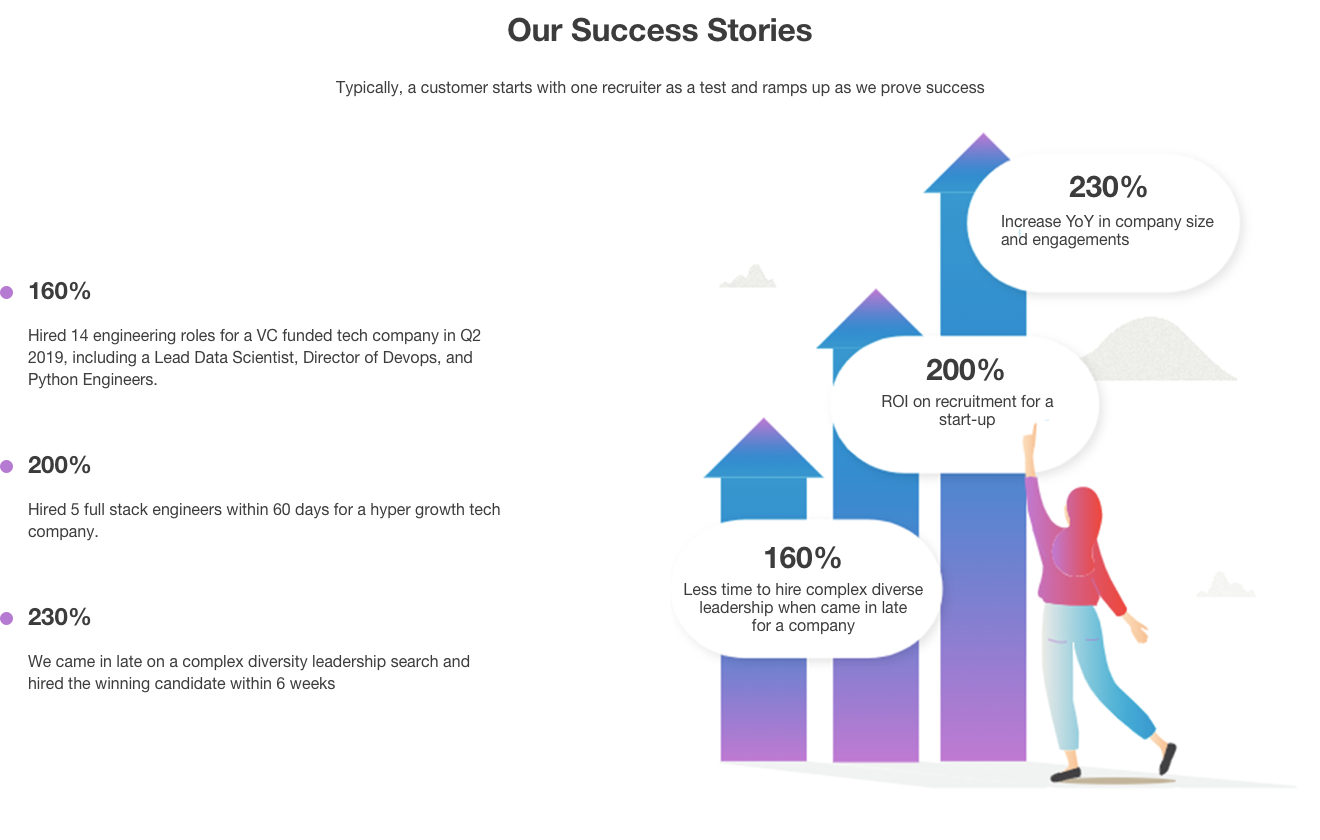 Our Success Stories
Typically, a customer starts with one recruiter as a test and ramps up as we prove success
160%
Hired 14 engineering roles for a VC funded tech company in Q2
2019, including a Lead Data Scientist, Director of Devops, and
Python Engineers.
200%
Hired 5 full stack engineers within 60 days for a hyper growth tech
company.
230%
We came in late on a complex diversity leadership search and
hired the winning candidate within 6 weeks
230%
Increase YoY in company size
and engagements
200%
ROI on recruitment for a
start-up
160%
Less time to hire complex diverse
leadership when came in late
for a company